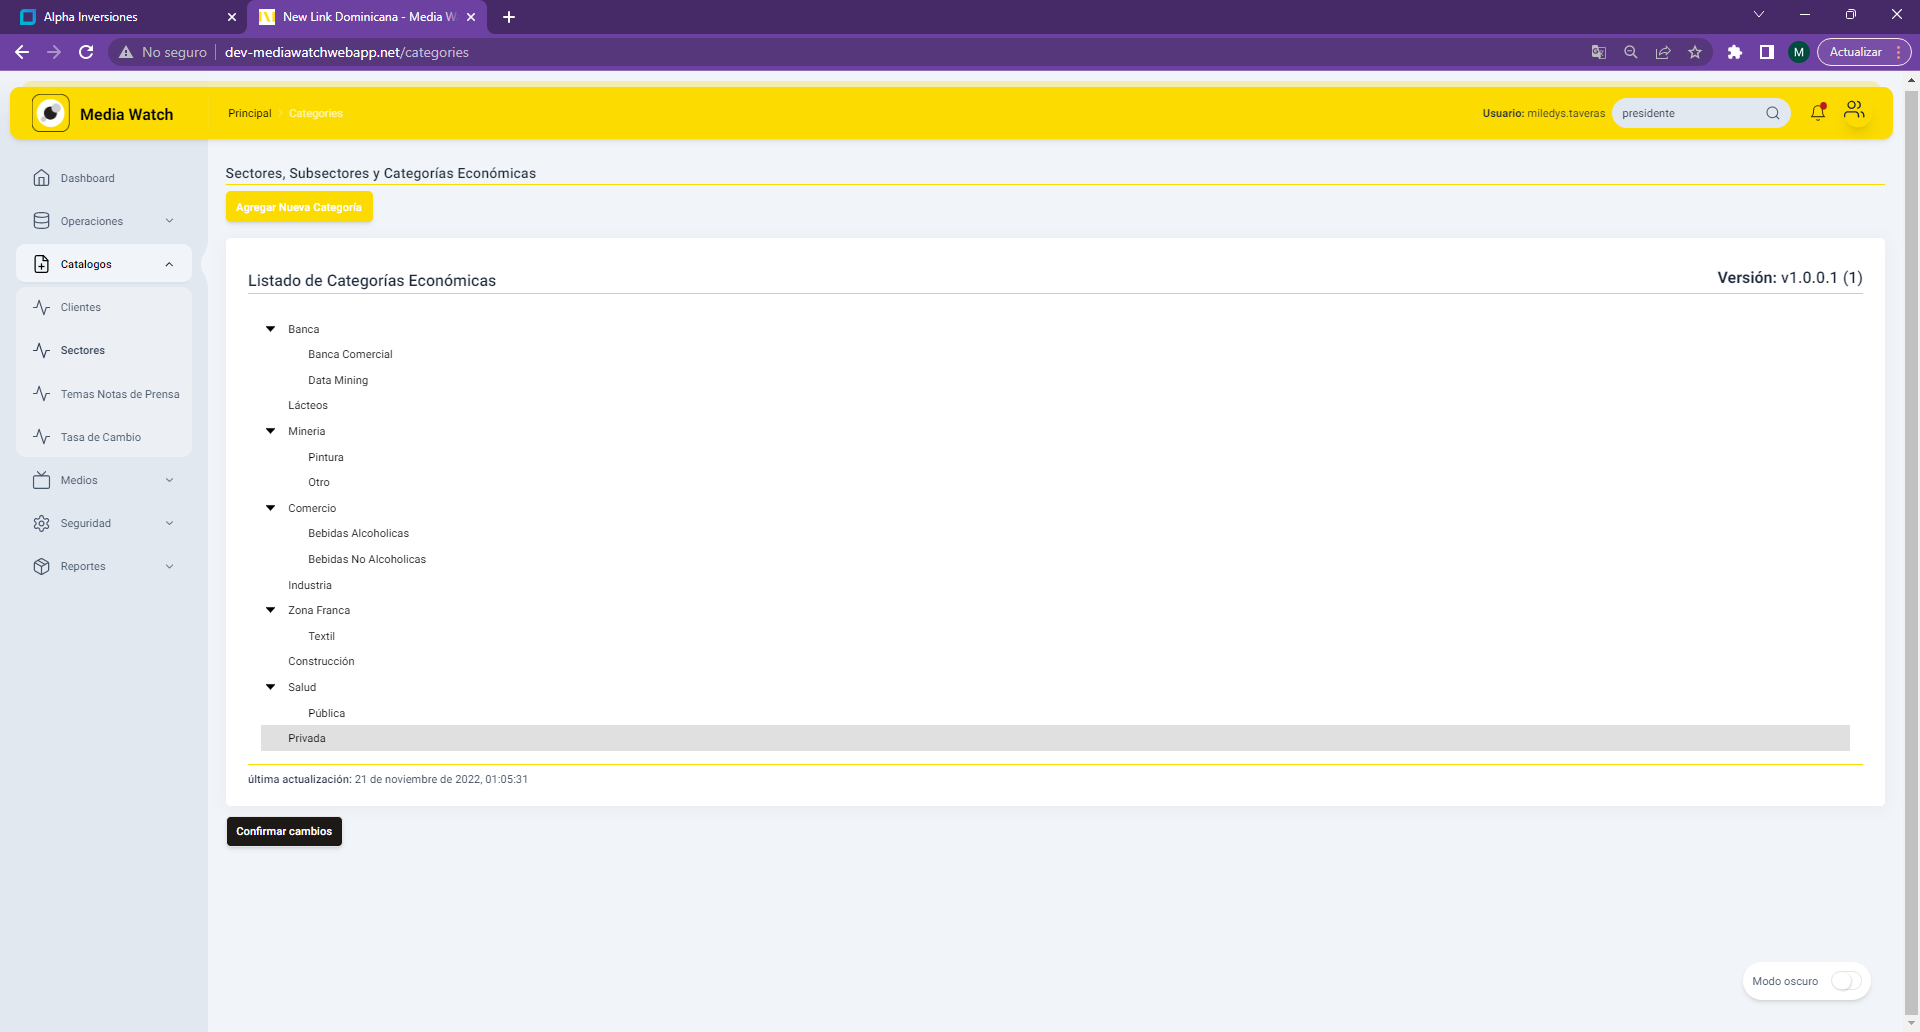 Alpha Inversiones
New Link Dominicana - Media W
No seguro
dev-mediawatchwebapp.net/categories
M
Actualizar
Media Watch
Principal
Categories
Usuario: miledys.taveras
presidente
Dashboard
Operaciones
Catalogos
Clientes
Sectores
Temas Notas de Prensa
Tasa de Cambio
Medios
Seguridad
Reportes
Sectores, Subsectores y Categorías Económicas
Agregar Nueva Categoría
Listado de Categorías Económicas
Versión: v1.0.0.1 (1)
Banca
Banca Comercial
Data Mining
Lácteos
Mineria
Pintura
Otro
Comercio
Bebidas Alcoholicas
Bebidas No Alcoholicas
Industria
Zona Franca
Textil
Construcción
Salud
Pública
Privada
última actualización: 21 de noviembre de 2022, 01:05:31
Confirmar cambios
Modo oscuro